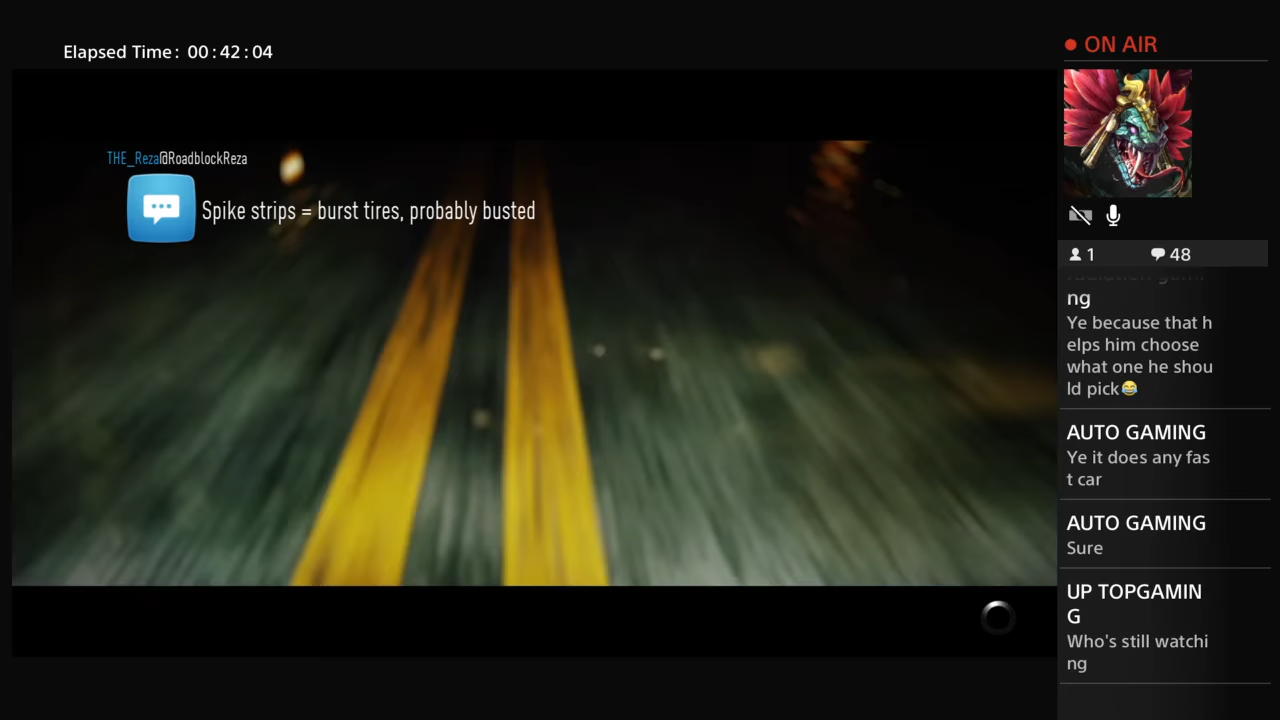 Elapsed Time: 00:42:04
ON AIR
THE_Reza@RoadblockReza
Spike strips = burst tires, probably busted
1 48
ng
Ye because that h
elps him choose
what one he shou
ld pick😂
AUTO GAMING
Ye it does any fas
t car
AUTO GAMING
Sure
UP TOPGAMIN
G
Who's still watchi
ng